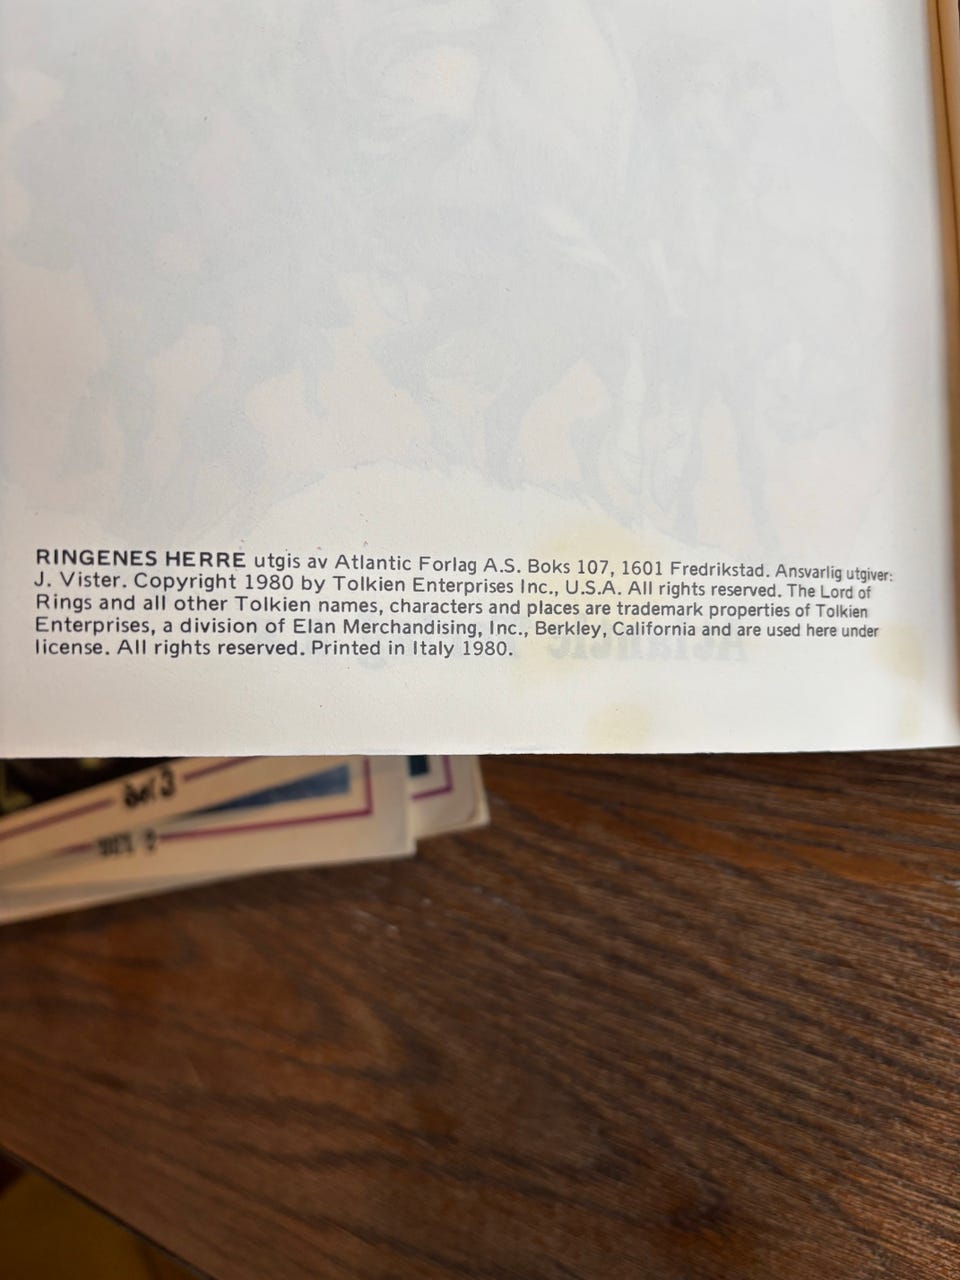 RINGENES HERRE utgis av Atlantic Forlag A.S. Boks 107, 1601 Fredrikstad. Ansvarlig utgiver:
J. Vister. Copyright 1980 by Tolkien Enterprises Inc., U.S.A. All rights reserved. The Lord of
Rings and all other Tolkien names, characters and places are trademark properties of Tolkien
Enterprises, a division of Elan Merchandising, Inc., Berkley, California and are used here under
license. All rights reserved. Printed in Italy 1980.
del 3